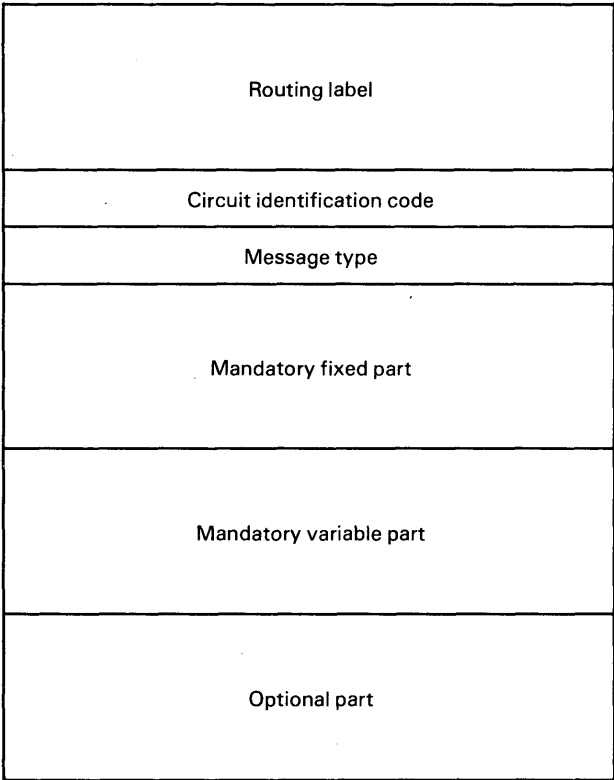 Routing label
Circuit identification code
Message type
Mandatory fixed part
Mandatory variable part
Optional part